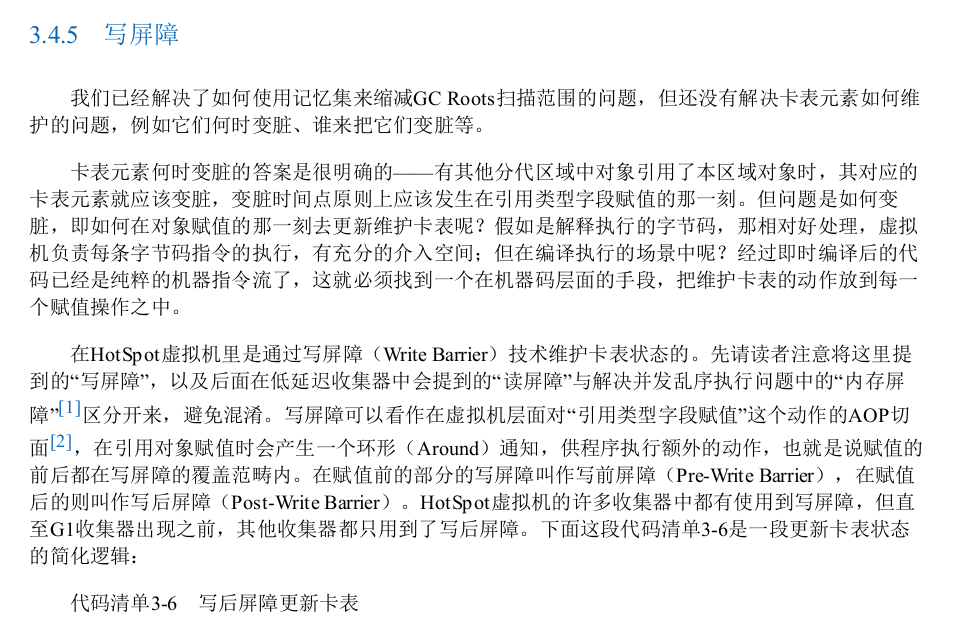 3.4.5 写屏障
我们已经解决了如何使用记忆集来缩减GC Roots扫描范围的问题，但还没有解决卡表元素如何维
护的问题，例如它们何时变脏、谁来把它们变脏等。
卡表元素何时变脏的答案是很明确的——有其他分代区域中对象引用了本区域对象时，其对应的
卡表元素就应该变脏，变脏时间点原则上应该发生在引用类型字段赋值的那一刻。但问题是如何变
脏，即如何在对象赋值的那一刻去更新维护卡表呢？假如是解释执行的字节码，那相对好处理，虚拟
机负责每条字节码指令的执行，有充分的介入空间；但在编译执行的场景中呢？经过即时编译后的代
码已经是纯粹的机器指令流了，这就必须找到一个在机器码层面的手段，把维护卡表的动作放到每一
个赋值操作之中。
在HotSpot虚拟机里是通过写屏障（Write Barrier）技术维护卡表状态的。先请读者注意将这里提
到的“写屏障”，以及后面在低延迟收集器中会提到的“读屏障”与解决并发乱序执行问题中的“内存屏
障”[1]区分开来，避免混淆。写屏障可以看作在虚拟机层面对“引用类型字段赋值”这个动作的AOP切
面[2]，在引用对象赋值时会产生一个环形（Around）通知，供程序执行额外的动作，也就是说赋值的
前后都在写屏障的覆盖范畴内。在赋值前的部分的写屏障叫作写前屏障（Pre-Write Barrier），在赋值
后的则叫作写后屏障（Post-Write Barrier）。HotSpot虚拟机的许多收集器中都有使用到写屏障，但直
至G1收集器出现之前，其他收集器都只用到了写后屏障。下面这段代码清单3-6是一段更新卡表状态
的简化逻辑：
代码清单3-6 写后屏障更新卡表